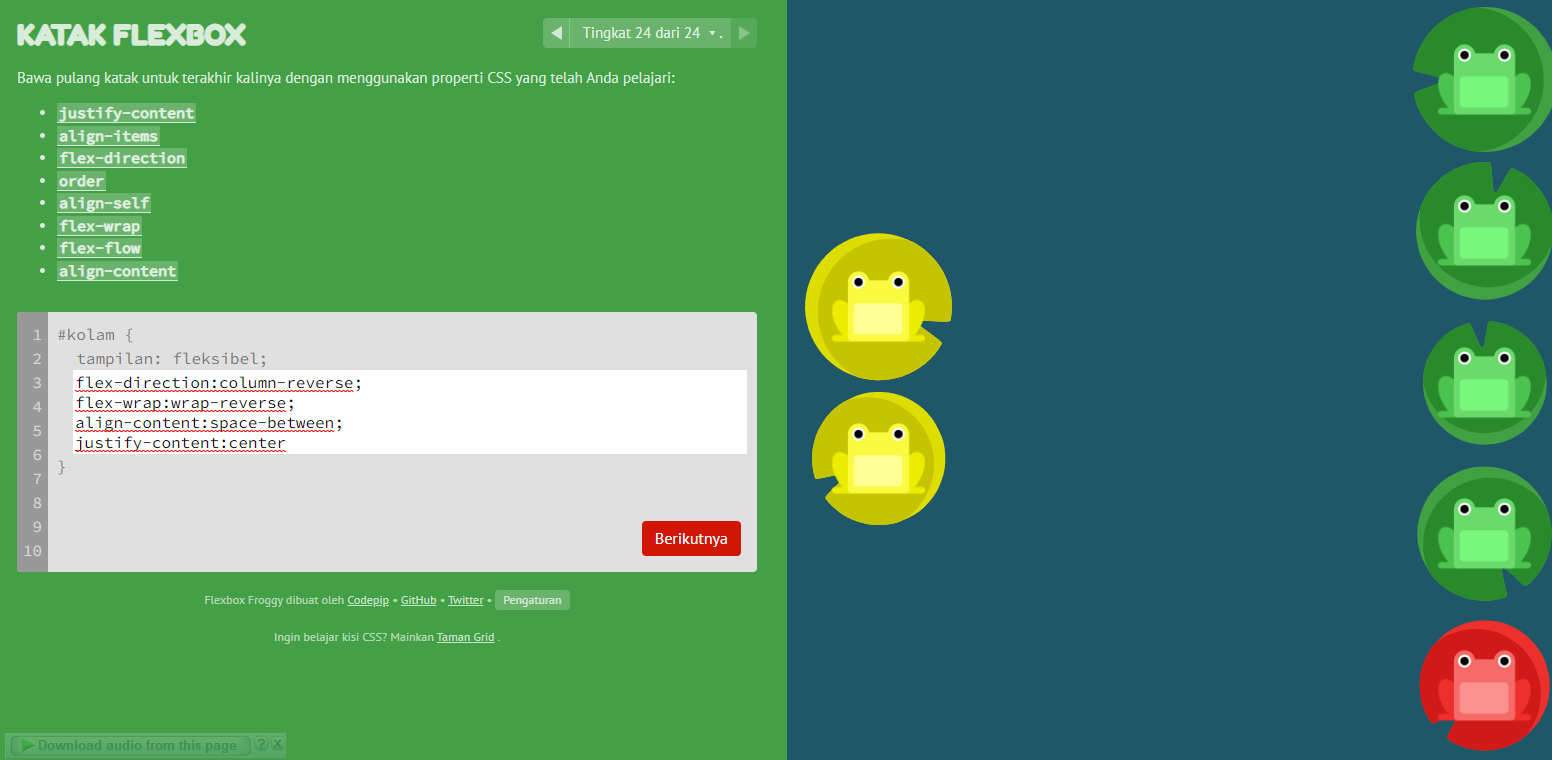 KATAK FLEXBOX
Tingkat 24 dari 24 ▾ .
Bawa pulang katak untuk terakhir kalinya dengan menggunakan properti CSS yang telah Anda pelajari:
• justify-content
• align-items
• flex-direction
• order
• align-self
• flex-wrap
• flex-flow
• align-content
1 #kolam {
2 tampilan: fleksibel;
3 flex-direction:column-reverse;
4 flex-wrap:wrap-reverse;
5 align-content:space-between;
6 justify-content:center
7 }
8
9
10
Berikutnya
Flexbox Froggy dibuat oleh Codepip • GitHub • Twitter • Pengaturan
Ingin belajar kisi CSS? Mainkan Taman Grid .
Download audio from this page ? X